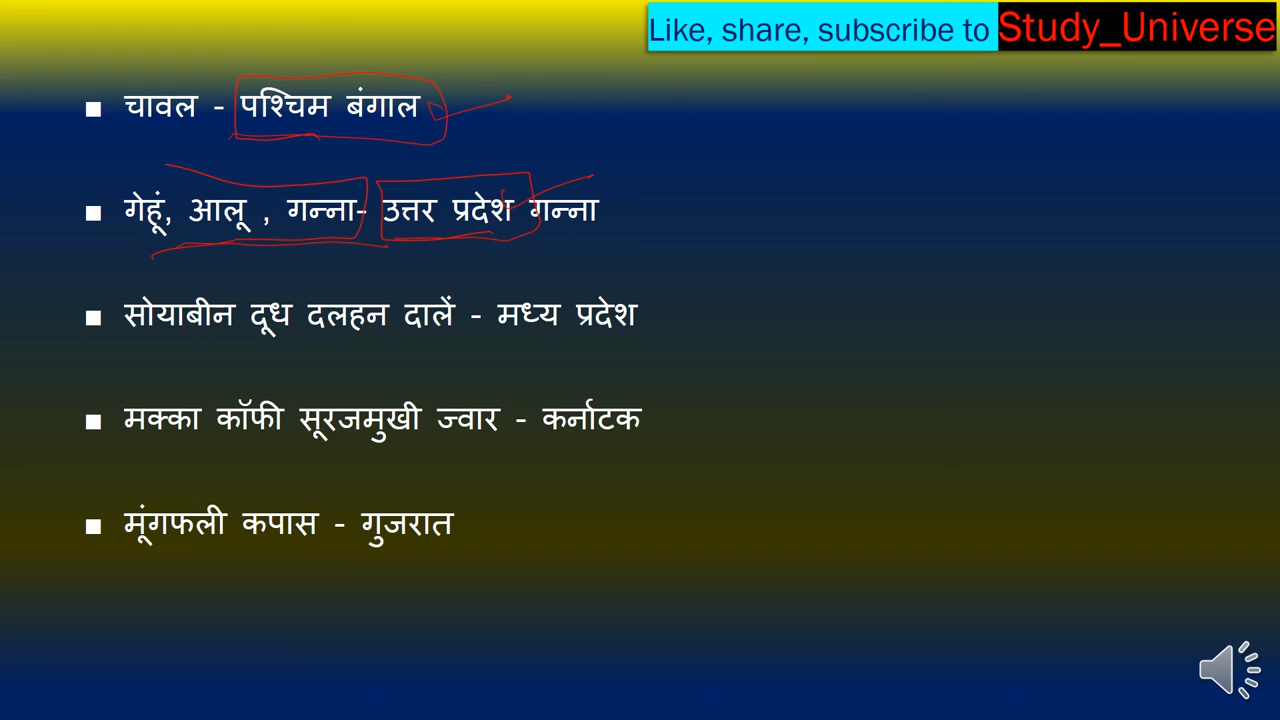 Like, share, subscribe to Study_Universe
▪ चावल - पश्चिम बंगाल
▪ गेहूं, आलू , गन्ना- उत्तर प्रदेश गन्ना
▪ सोयाबीन दूध दलहन दालें - मध्य प्रदेश
▪ मक्का कॉफी सूरजमुखी ज्वार - कर्नाटक
▪ मूंगफली कपास - गुजरात